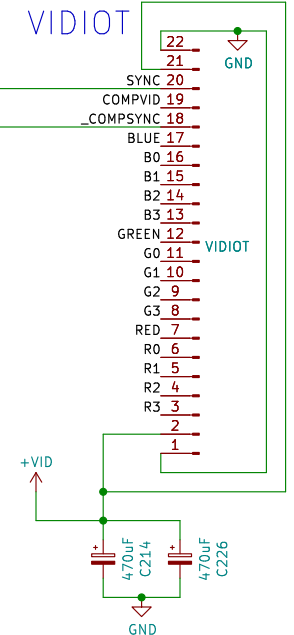 VIDIOT
22
GND
21
SYNC 20
COMPVID 19
_COMPSYNC 18
BLUE 17
B0 16
B1 15
B2 14
B3 13
GREEN 12
VIDIOT
G0 11
G1 10
G2 9
G3 8
RED 7
R0 6
R1 5
R2 4
R3 3
2
1
+VID
+ 470uF C214
+ 470uF C226
GND